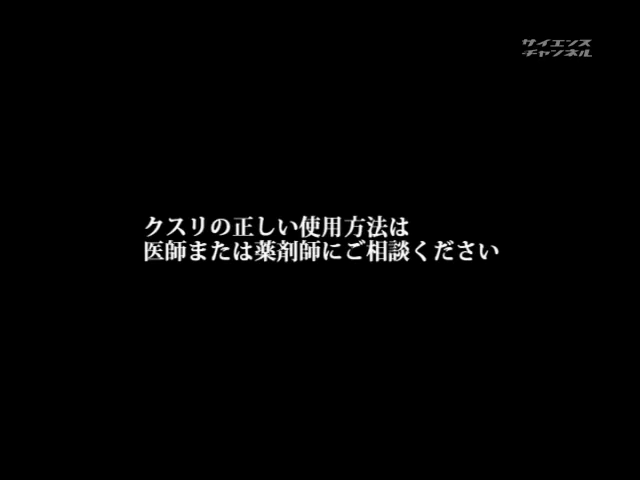 サイエンス
チャンネル
クスリの正しい使用方法は
医師または薬剤師にご相談ください